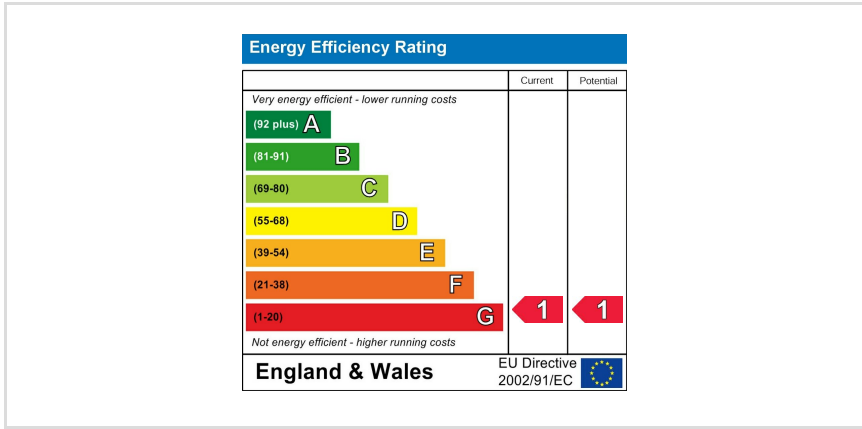 Energy Efficiency Rating
Current Potential
Very energy efficient - lower running costs
(92 plus) A
(81-91) B
(69-80) C
(55-68) D
(39-54) E
(21-38) F
(1-20) G 1 1
Not energy efficient - higher running costs
England & Wales
EU Directive
2002/91/EC